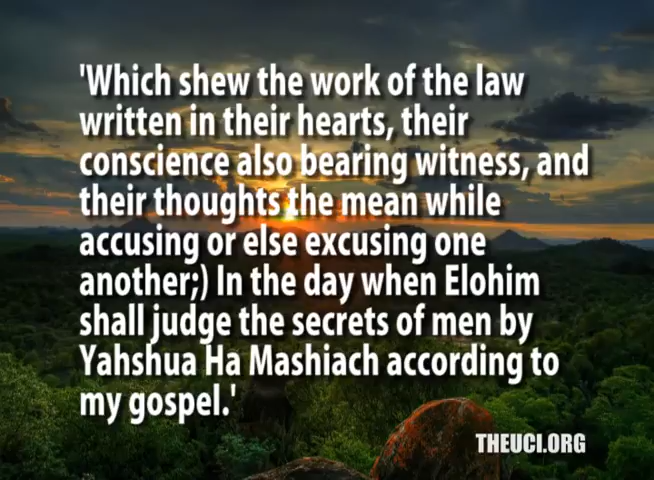 'Which shew the work of the law
written in their hearts, their
conscience also bearing witness, and
their thoughts the mean while
accusing or else excusing one
another;) In the day when Elohim
shall judge the secrets of men by
Yahshua Ha Mashiach according to
my gospel.'
THEUCI.ORG